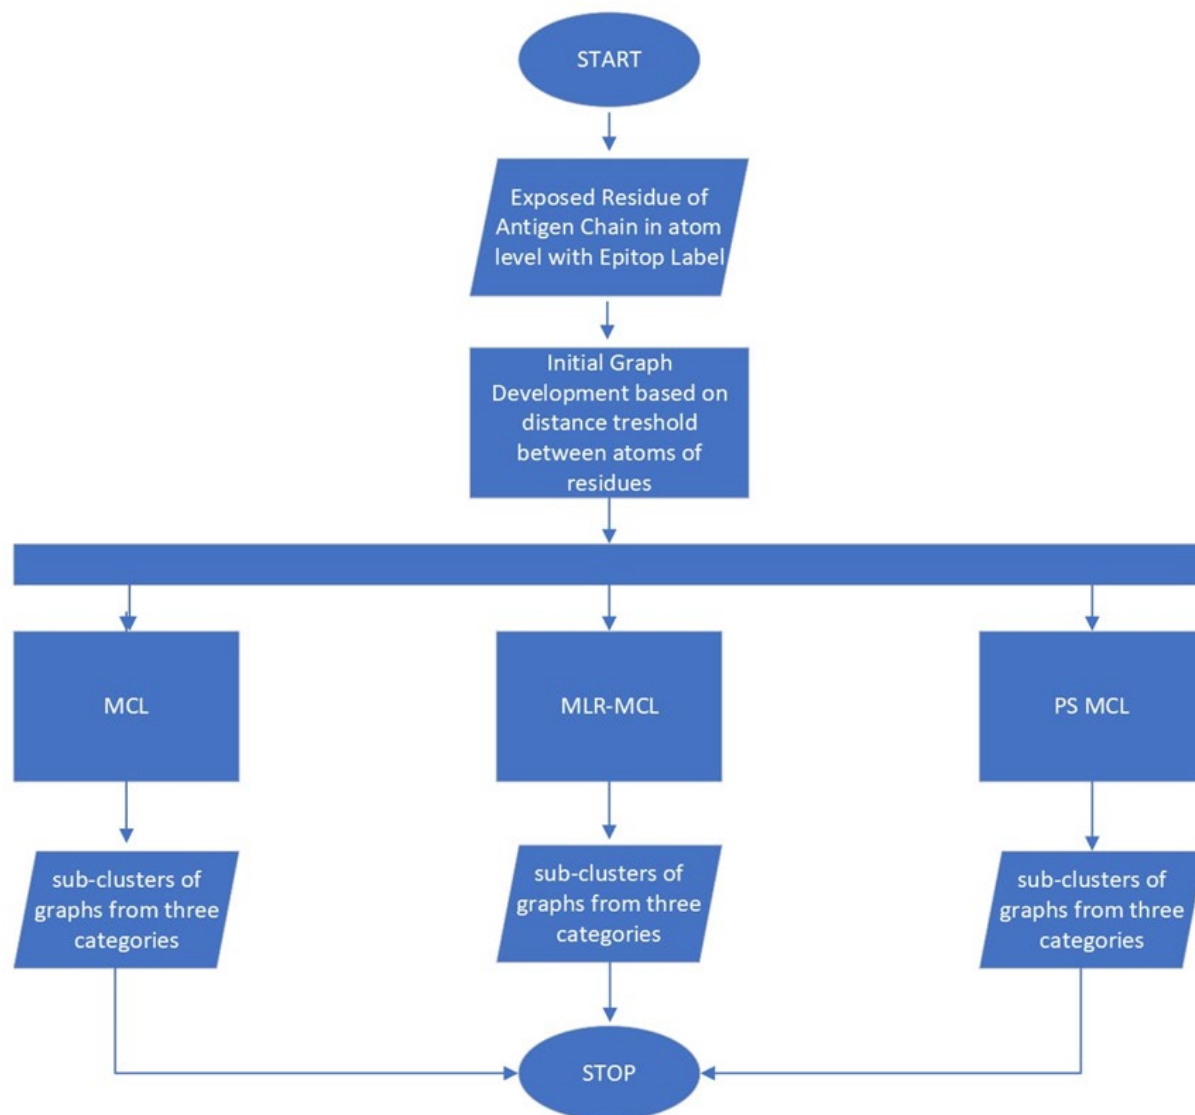 START
Exposed Residue of
Antigen Chain in atom
level with Epitop Label
Initial Graph
Development based on
distance treshold
between atoms of
residues
MCL
MLR-MCL
PS MCL
sub-clusters of
graphs from three
categories
sub-clusters of
graphs from three
categories
sub-clusters of
graphs from three
categories
STOP